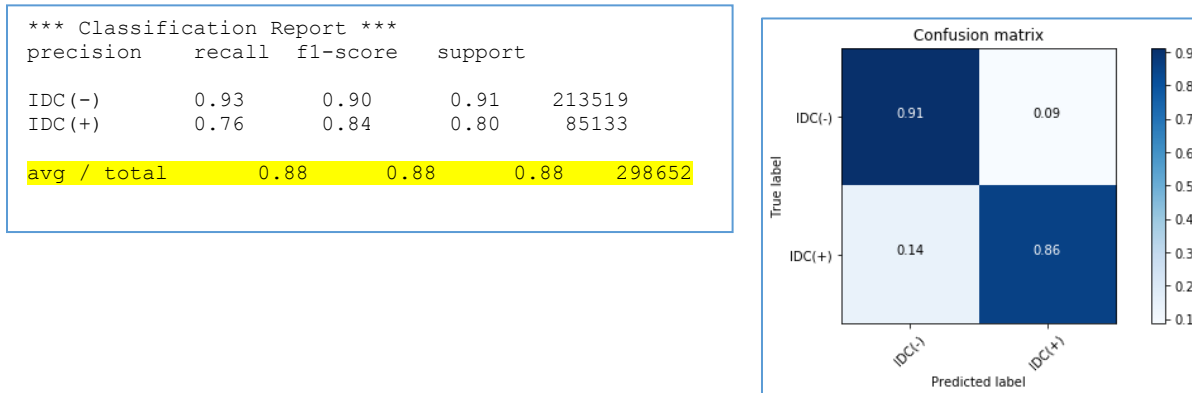 *** Classification Report ***
precision recall f1-score support
IDC(-) 0.93 0.90 0.91 213519
IDC(+) 0.76 0.84 0.80 85133
avg / total 0.88 0.88 0.88 298652
Confusion matrix
True label
IDC(-) 0.91 0.09
IDC(+) 0.14 0.86
IDC(-) IDC(+)
Predicted label
0.9
0.8
0.7
0.6
0.5
0.4
0.3
0.2
0.1